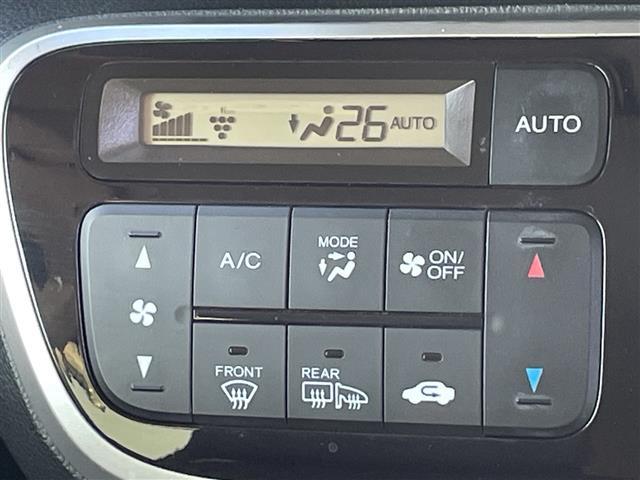 26 AUTO
AUTO
A/C
MODE
ON/
OFF
FRONT
REAR